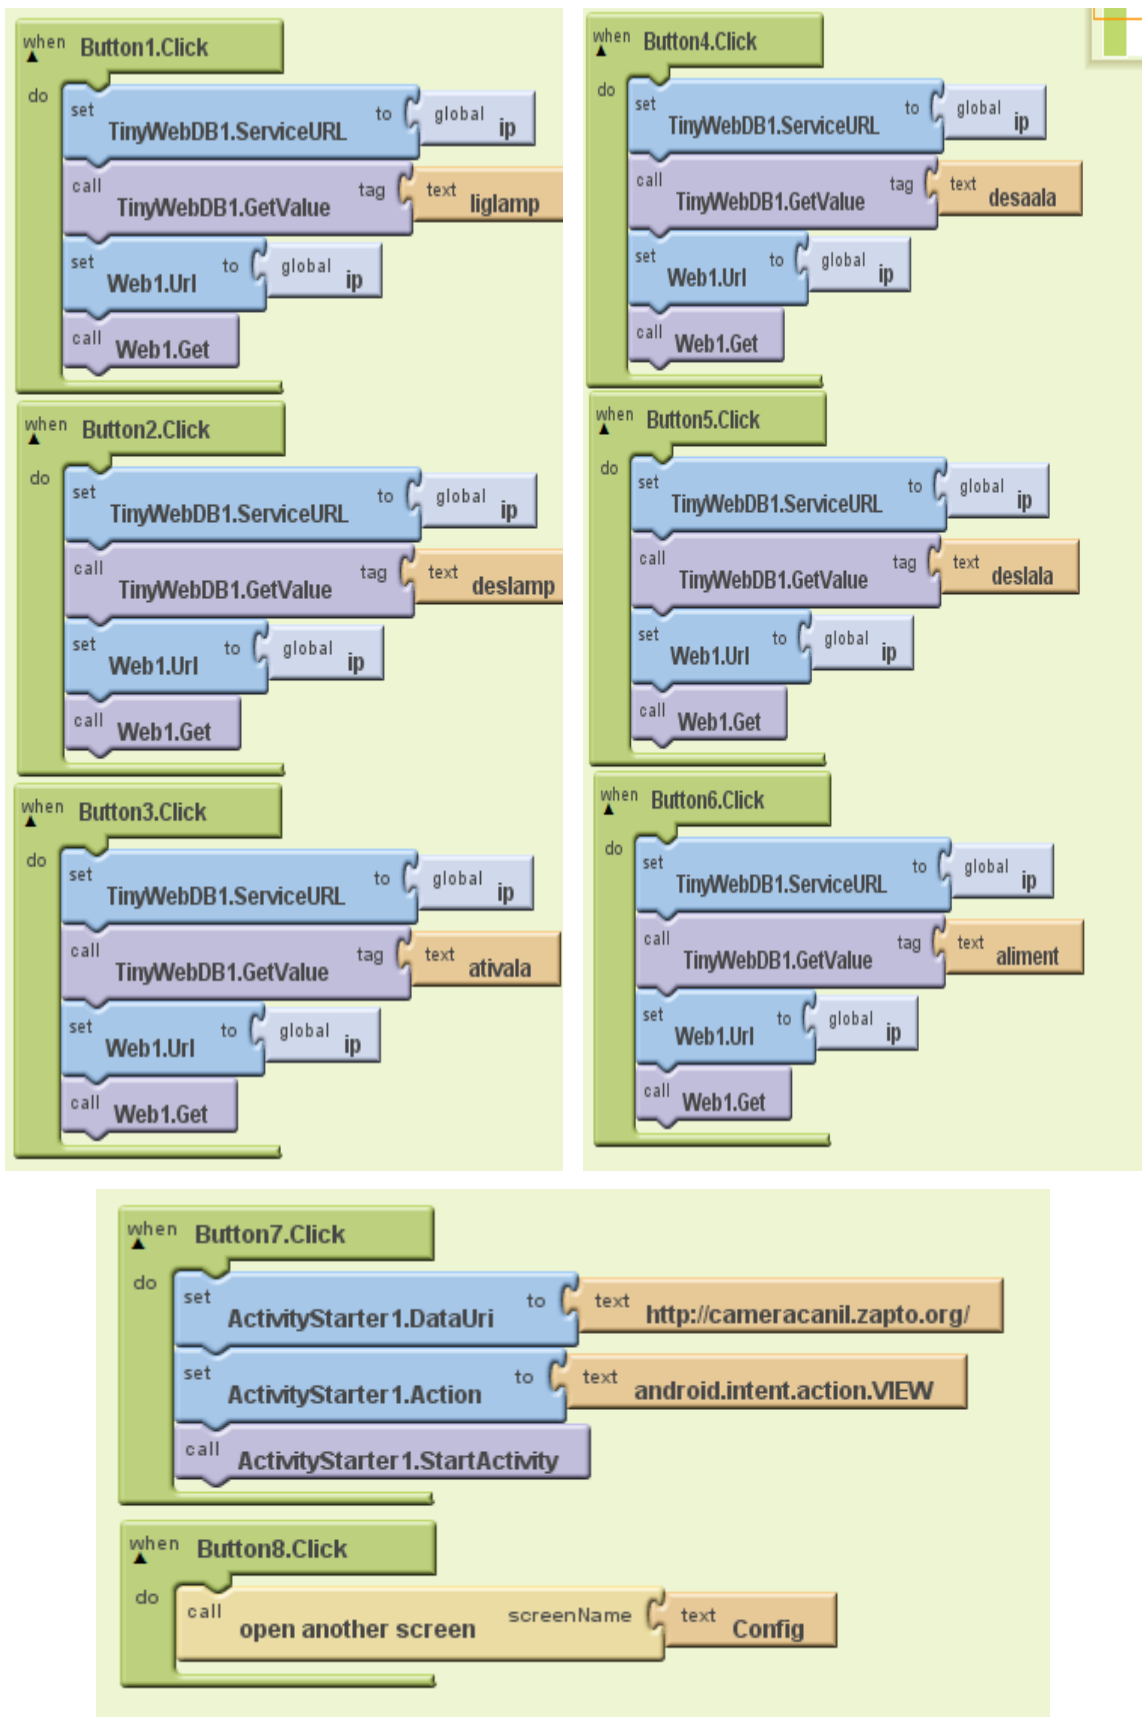 when Button1.Click
do
set TinyWebDB1.ServiceURL to global ip
call TinyWebDB1.GetValue tag text liglamp
set Web1.Url to global ip
call Web1.Get
when Button2.Click
do
set TinyWebDB1.ServiceURL to global ip
call TinyWebDB1.GetValue tag text deslamp
set Web1.Url to global ip
call Web1.Get
when Button3.Click
do
set TinyWebDB1.ServiceURL to global ip
call TinyWebDB1.GetValue tag text ativala
set Web1.Url to global ip
call Web1.Get
when Button4.Click
do
set TinyWebDB1.ServiceURL to global ip
call TinyWebDB1.GetValue tag text desaala
set Web1.Url to global ip
call Web1.Get
when Button5.Click
do
set TinyWebDB1.ServiceURL to global ip
call TinyWebDB1.GetValue tag text deslala
set Web1.Url to global ip
call Web1.Get
when Button6.Click
do
set TinyWebDB1.ServiceURL to global ip
call TinyWebDB1.GetValue tag text aliment
set Web1.Url to global ip
call Web1.Get
when Button7.Click
do
set ActivityStarter1.DataUri to text http://cameracanil.zapto.org/
set ActivityStarter1.Action to text android.intent.action.VIEW
call ActivityStarter1.StartActivity
when Button8.Click
do
call open another screen screenName text Config